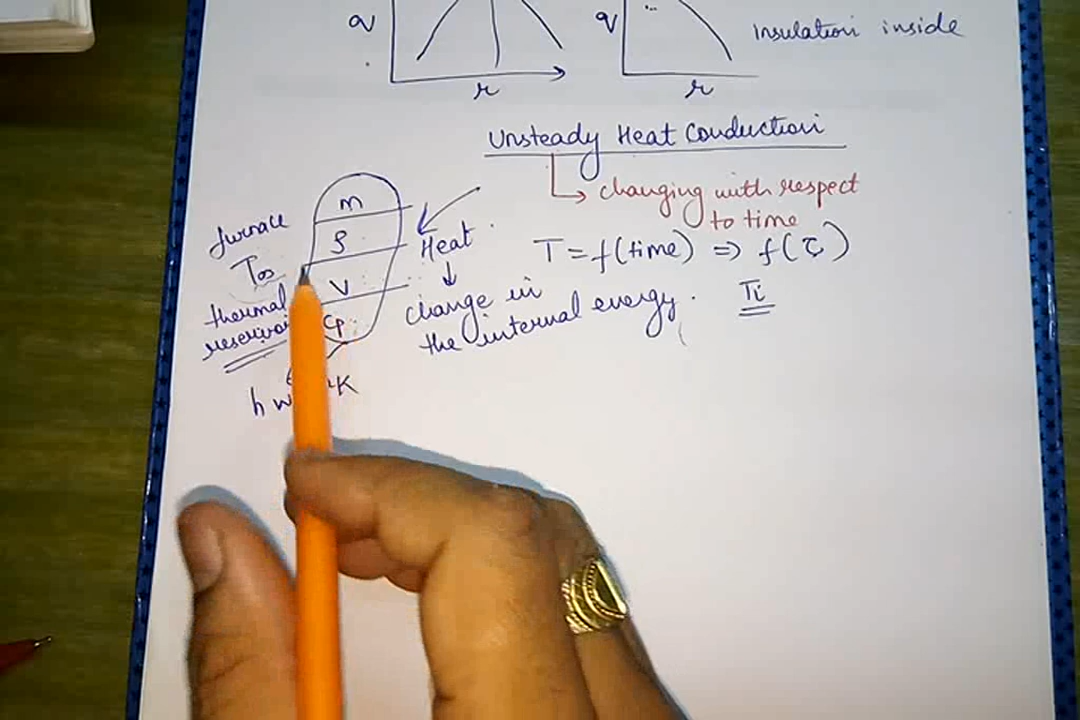 q
r
q
r
Insulation inside
Unsteady Heat Conduction
changing with respect
to time
T = f(time) ⇒ f(τ)
Ti
furnace
T∞
thermal
m
ρ
V
Cp
Heat
change in
the internal energy.
h
K